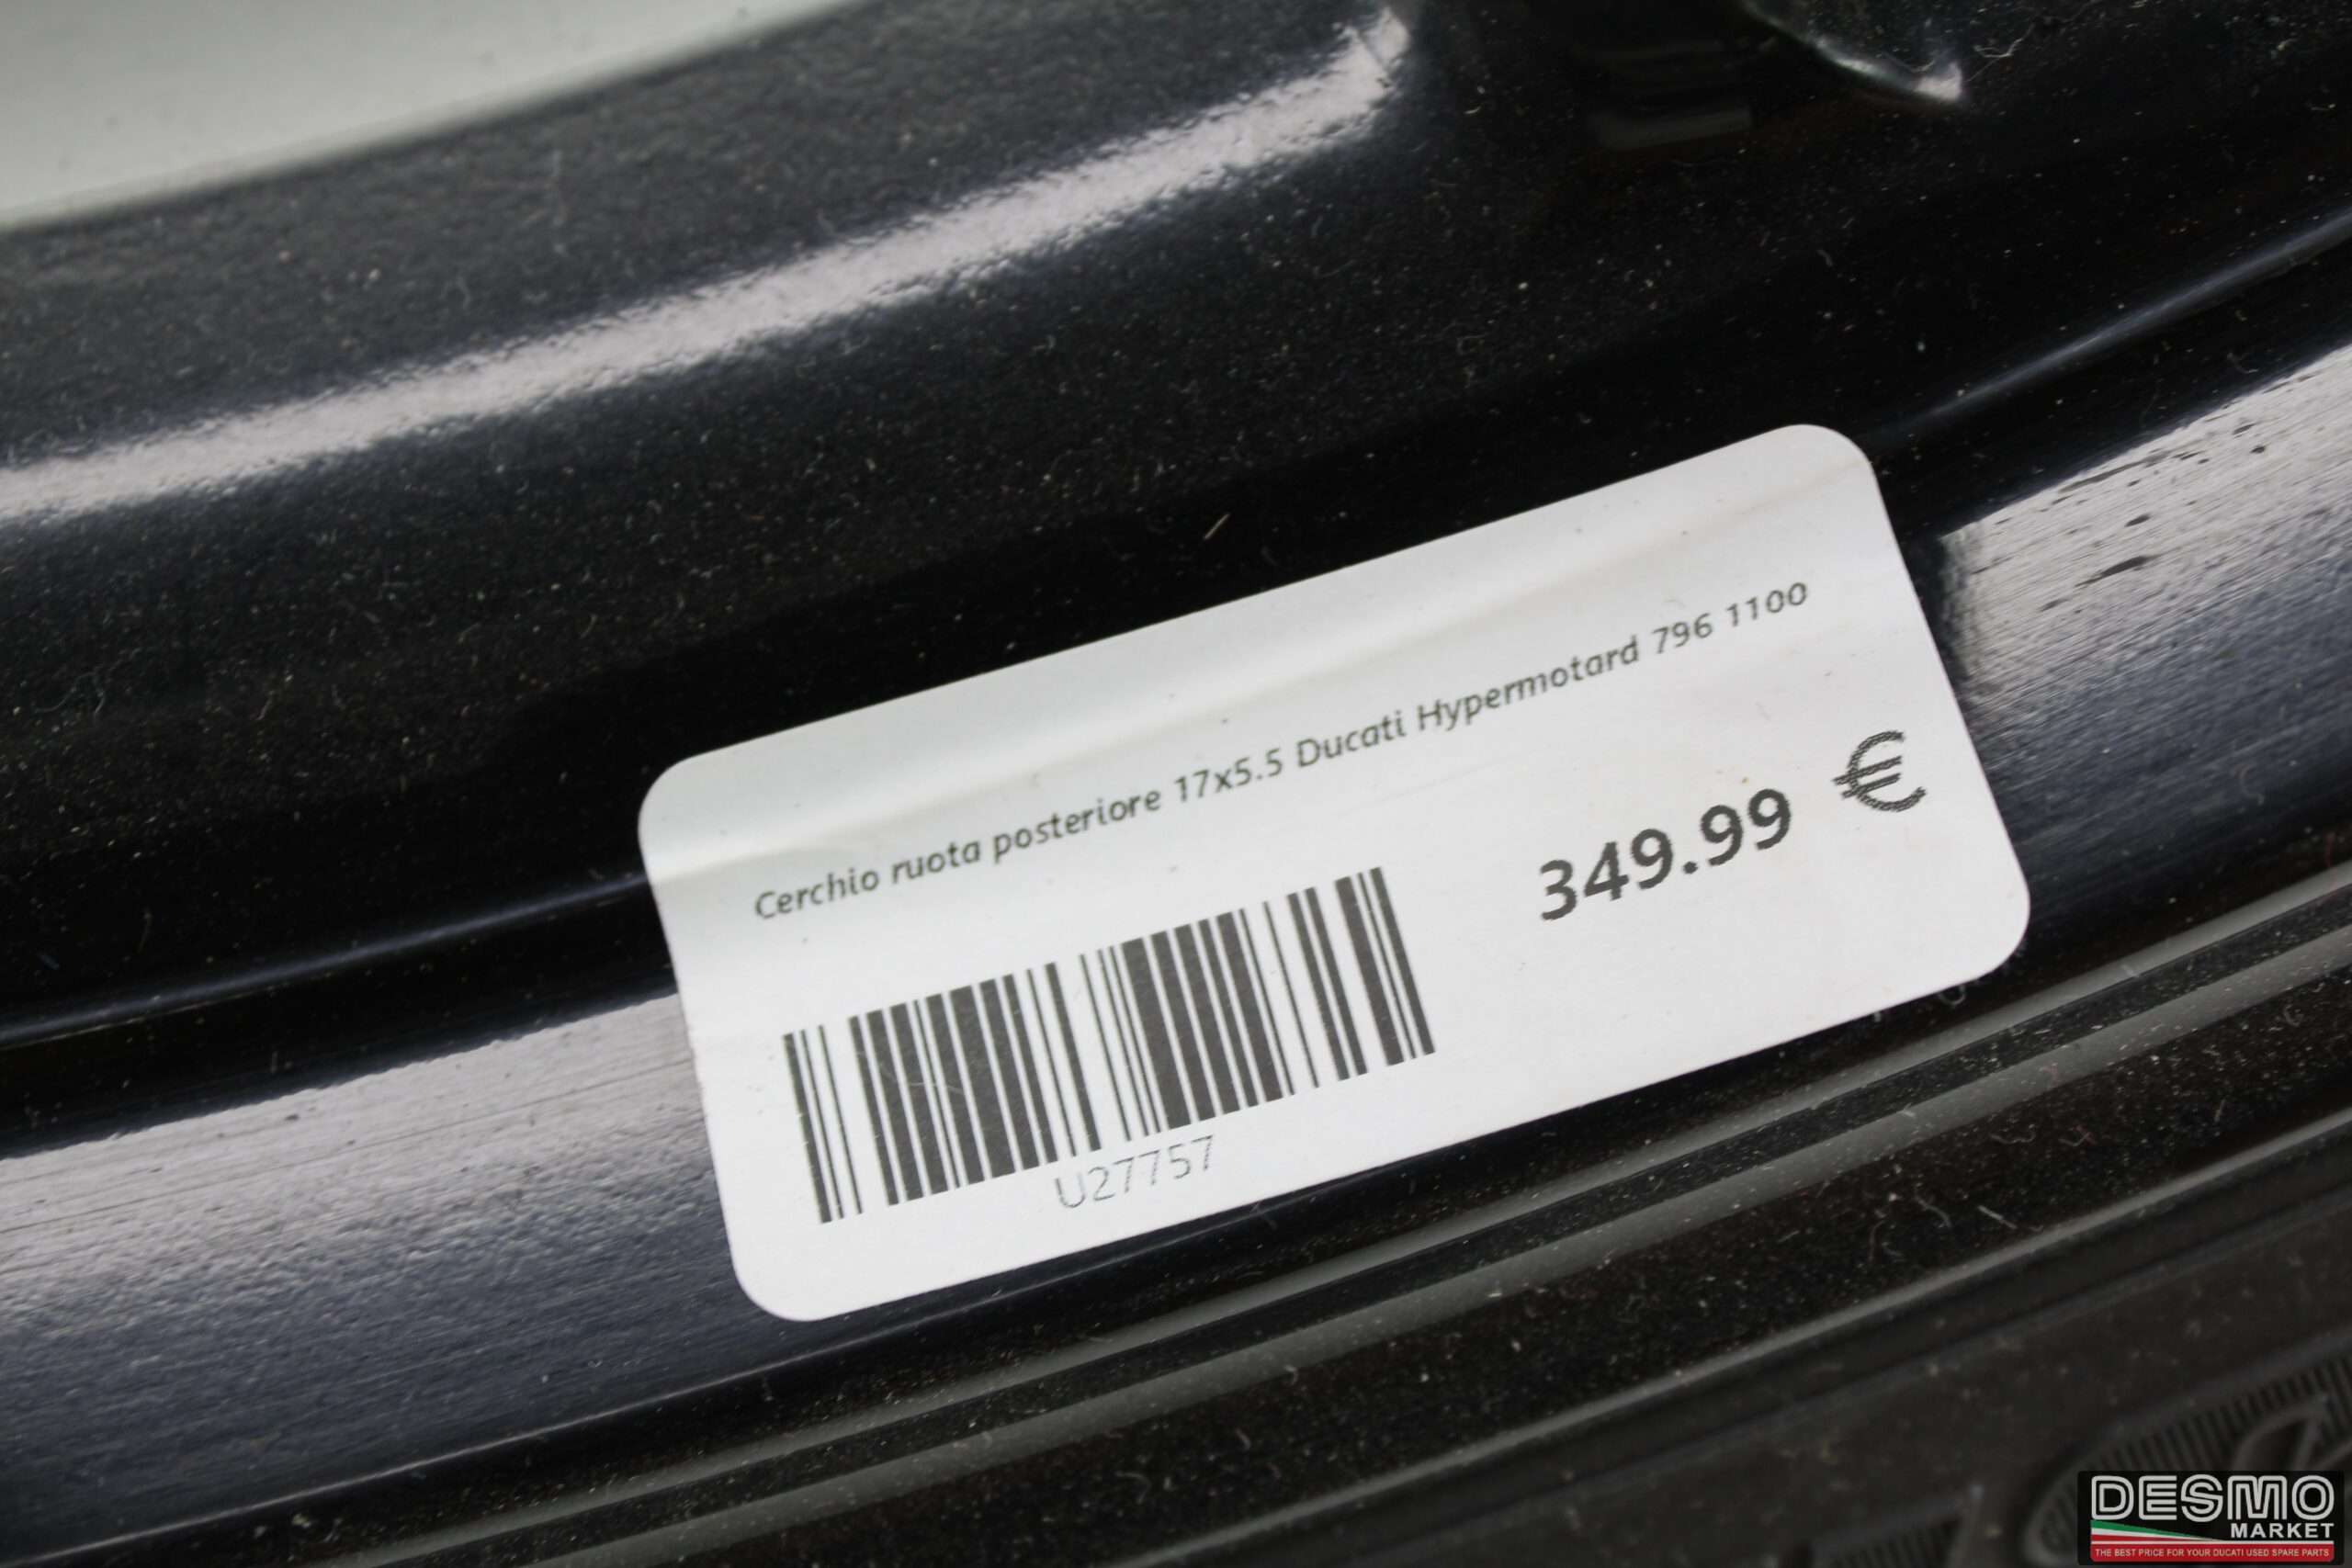 Cerchio ruota posteriore 17x5.5 Ducati Hypermotard 796 1100
349.99 €
U27757
DESMO
MARKET
THE BEST PRICE FOR YOUR DUCATI USED SPARE PARTS